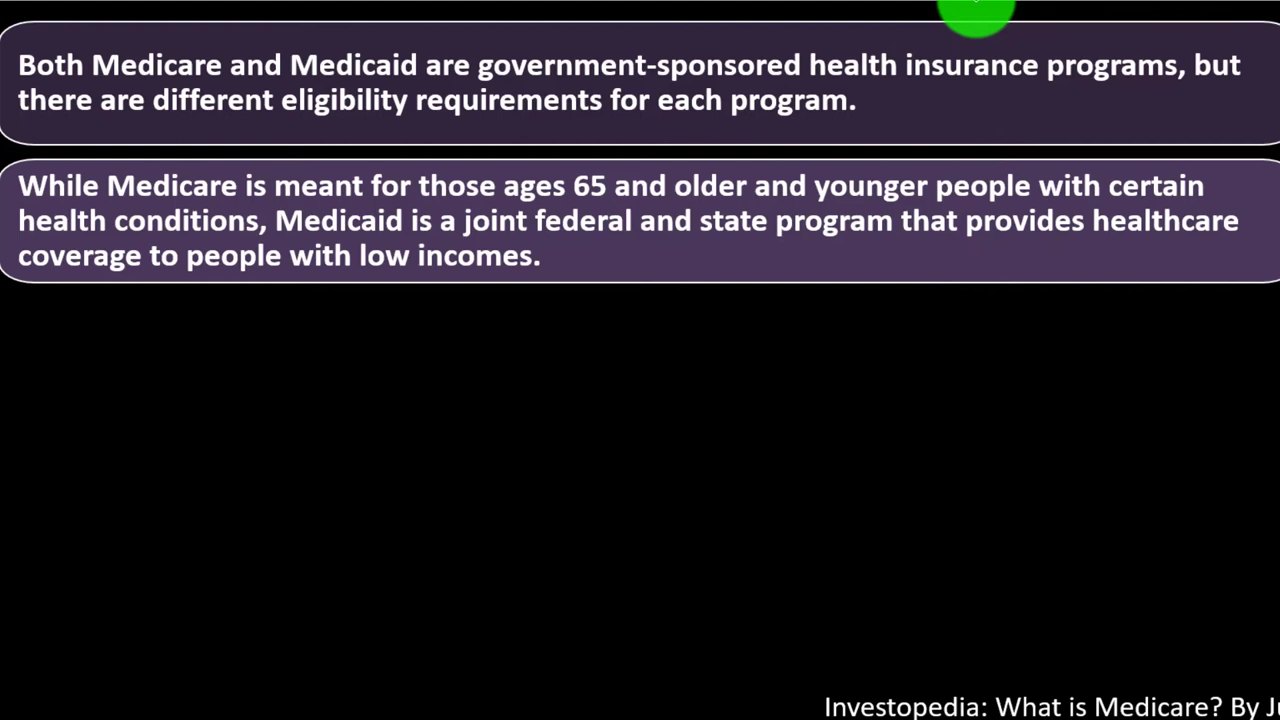 Both Medicare and Medicaid are government-sponsored health insurance programs, but
there are different eligibility requirements for each program.
While Medicare is meant for those ages 65 and older and younger people with certain
health conditions, Medicaid is a joint federal and state program that provides healthcare
coverage to people with low incomes.
Investopedia: What is Medicare? By